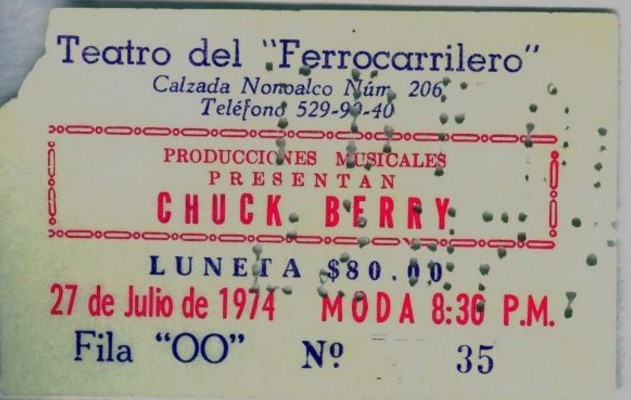 Teatro del "Ferrocarrilero"
Calzada Nonoalco Núm. 206
Teléfono 529-90-40
PRODUCCIONES MUSICALES
PRESENTAN
CHUCK BERRY
LUNETA $80.00
27 de Julio de 1974 MODA 8:30 P.M.
Fila "OO" Nº 35